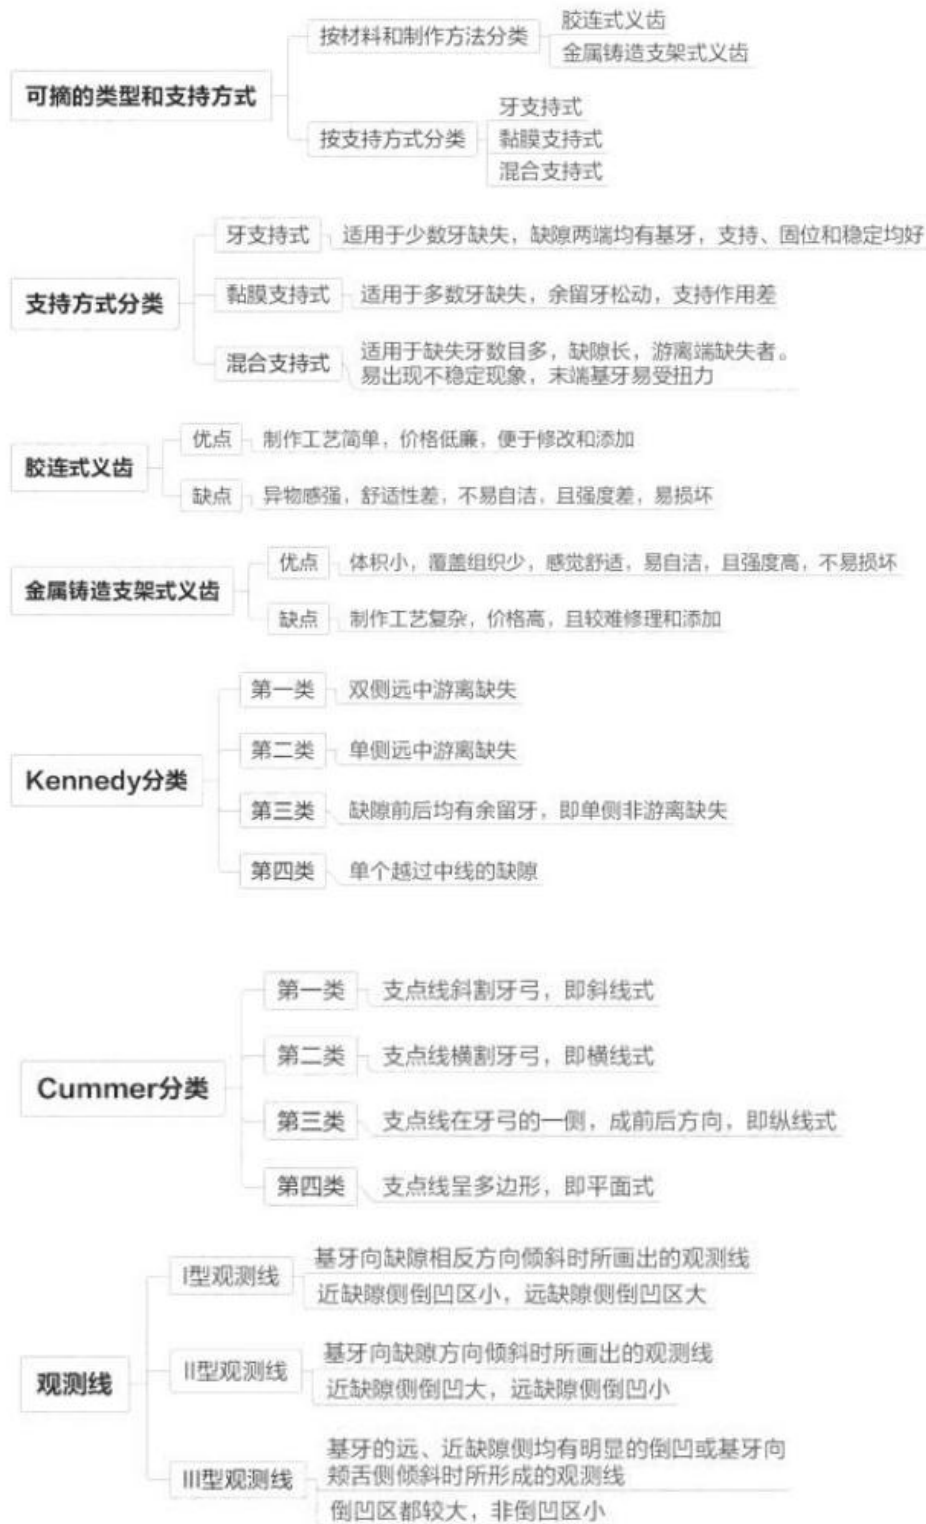 可摘的类型和支持方式
按材料和制作方法分类
胶连式义齿
金属铸造支架式义齿
按支持方式分类
牙支持式
黏膜支持式
混合支持式
支持方式分类
牙支持式
适用于少数牙缺失，缺隙两端均有基牙，支持、固位和稳定均好
黏膜支持式
适用于多数牙缺失，余留牙松动，支持作用差
混合支持式
适用于缺失牙数目多，缺隙长，游离端缺失者。
易出现不稳定现象，末端基牙易受扭力
胶连式义齿
优点
制作工艺简单，价格低廉，便于修改和添加
缺点
异物感强，舒适性差，不易自洁，且强度差，易损坏
金属铸造支架式义齿
优点
体积小，覆盖组织少，感觉舒适，易自洁，且强度高，不易损坏
缺点
制作工艺复杂，价格高，且较难修理和添加
Kennedy分类
第一类
双侧远中游离缺失
第二类
单侧远中游离缺失
第三类
缺隙前后均有余留牙，即单侧非游离缺失
第四类
单个越过中线的缺隙
Cummer分类
第一类
支点线斜割牙弓，即斜线式
第二类
支点线横割牙弓，即横线式
第三类
支点线在牙弓的一侧，成前后方向，即纵线式
第四类
支点线呈多边形，即平面式
观测线
I型观测线
基牙向缺隙相反方向倾斜时所画出的观测线
近缺隙侧倒凹区小，远缺隙侧倒凹区大
II型观测线
基牙向缺隙方向倾斜时所画出的观测线
近缺隙侧倒凹大，远缺隙侧倒凹小
III型观测线
基牙的远、近缺隙侧均有明显的倒凹或基牙向
颊舌侧倾斜时所形成的观测线
倒凹区都较大，非倒凹区小